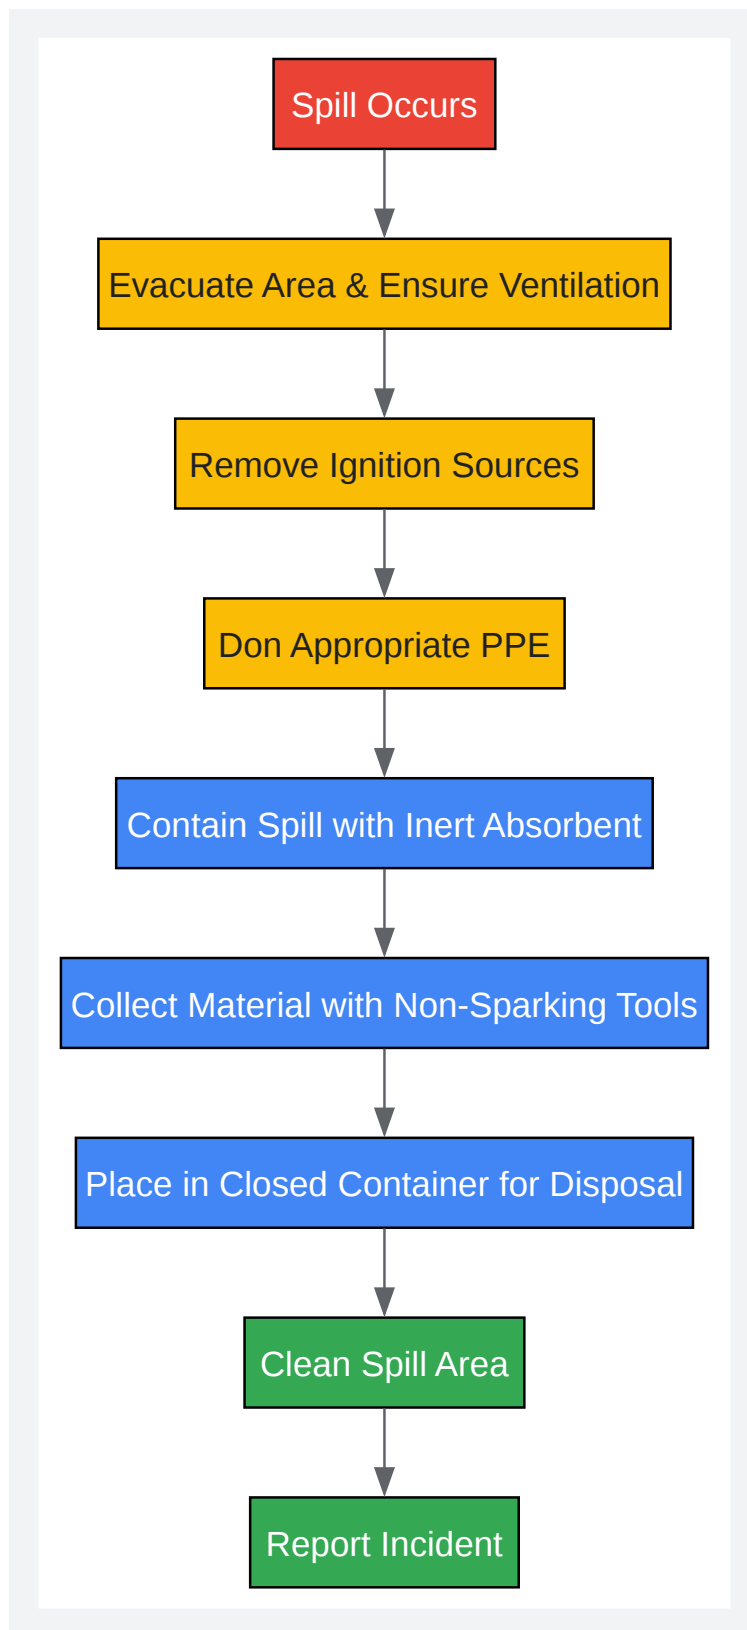 Spill Occurs
Evacuate Area & Ensure Ventilation
Remove Ignition Sources
Don Appropriate PPE
Contain Spill with Inert Absorbent
Collect Material with Non-Sparking Tools
Place in Closed Container for Disposal
Clean Spill Area
Report Incident